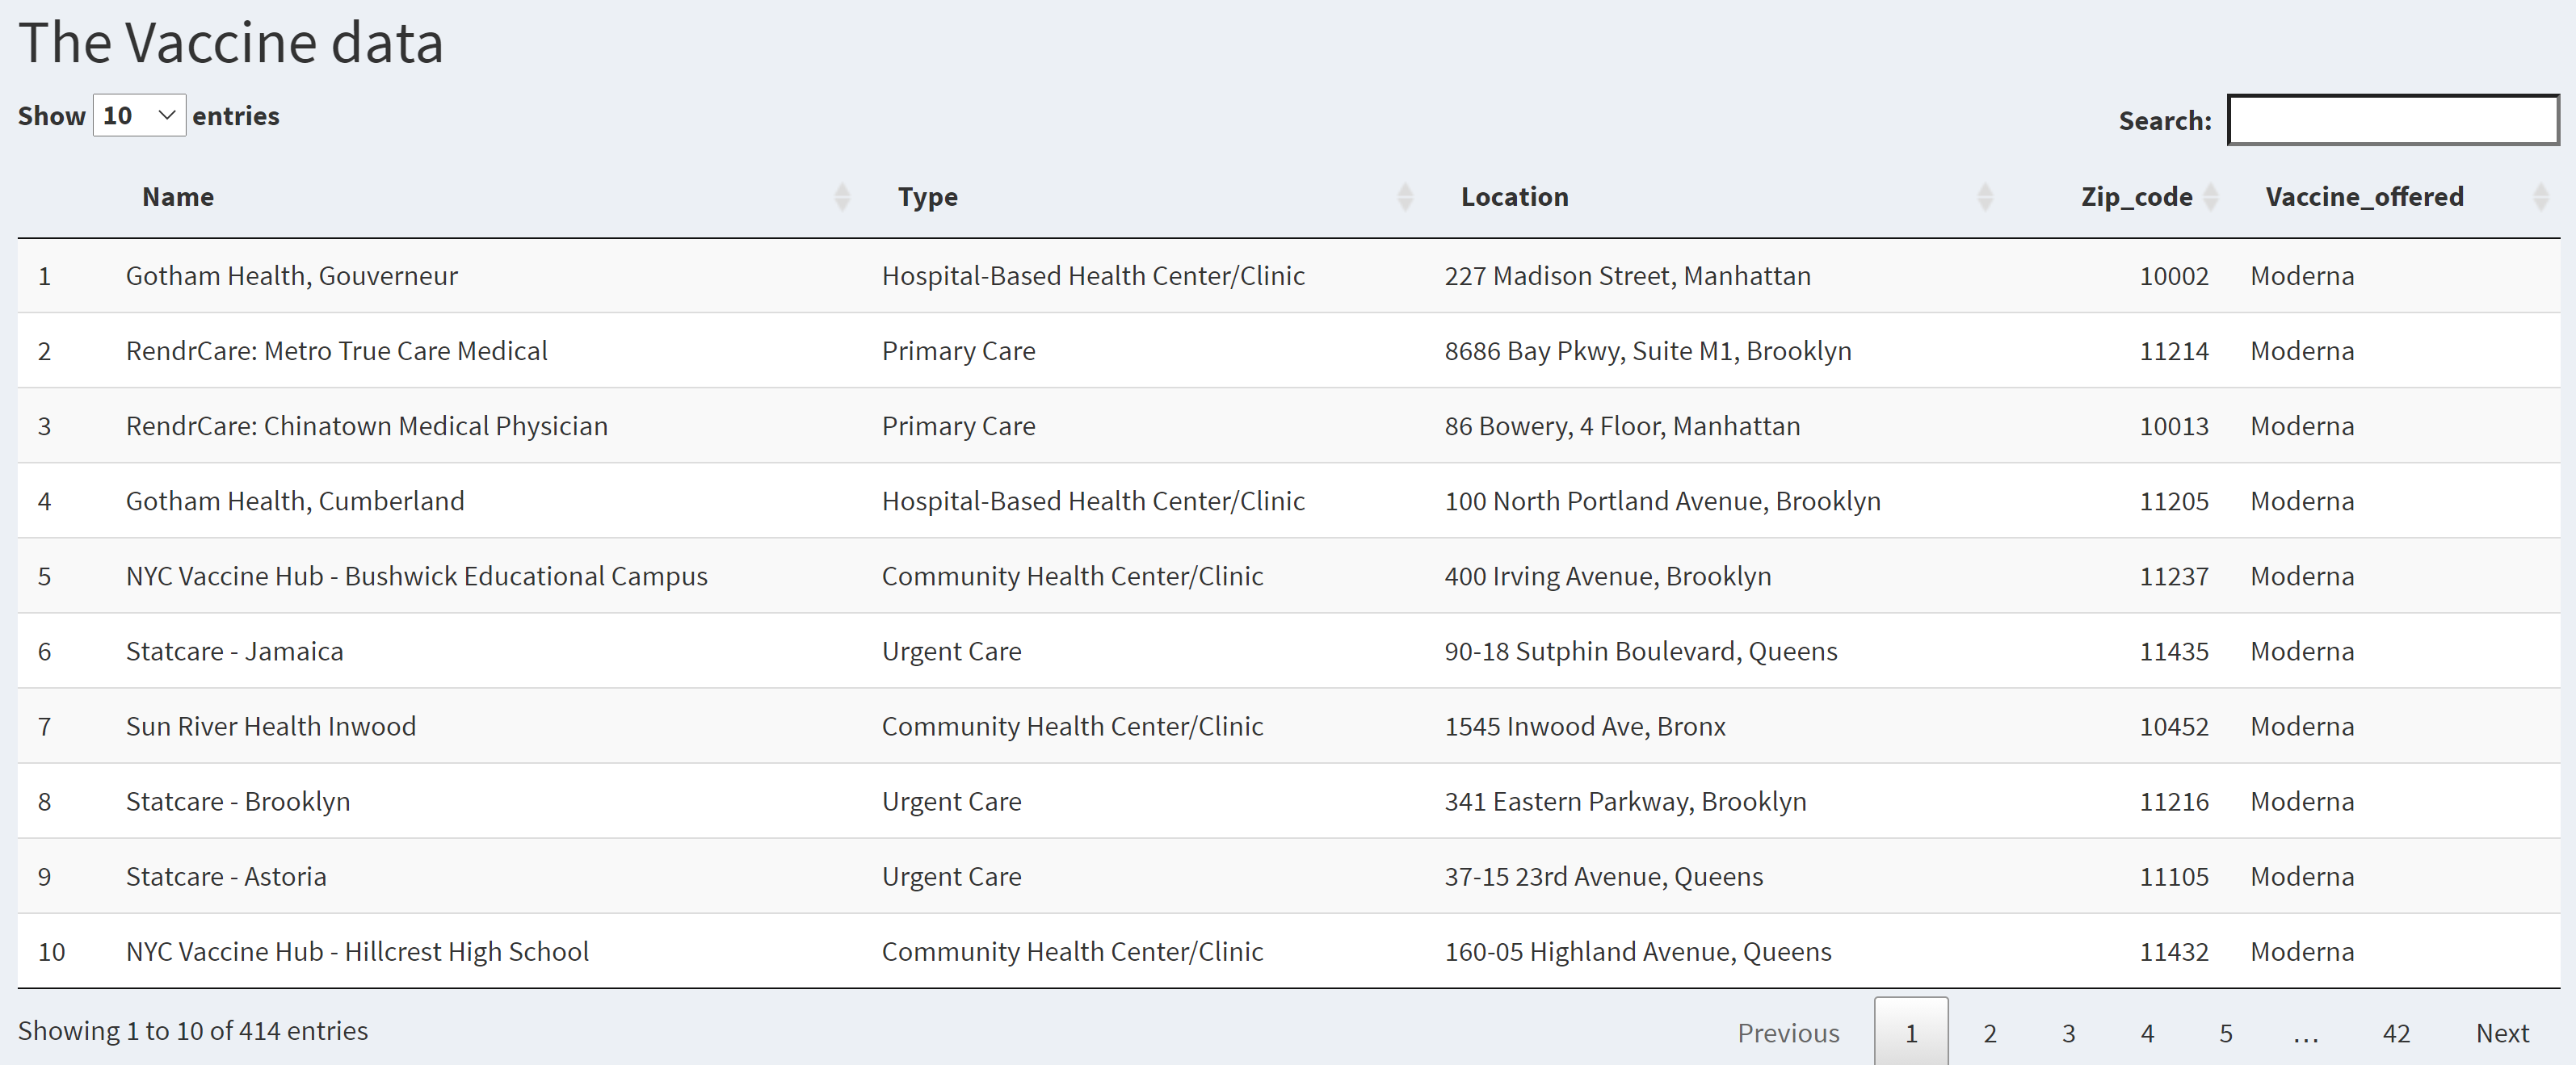 The Vaccine data
Show 10 entries Search:
Name Type Location Zip_code Vaccine_offered
1 Gotham Health, Gouverneur Hospital-Based Health Center/Clinic 227 Madison Street, Manhattan 10002 Moderna
2 RendrCare: Metro True Care Medical Primary Care 8686 Bay Pkwy, Suite M1, Brooklyn 11214 Moderna
3 RendrCare: Chinatown Medical Physician Primary Care 86 Bowery, 4 Floor, Manhattan 10013 Moderna
4 Gotham Health, Cumberland Hospital-Based Health Center/Clinic 100 North Portland Avenue, Brooklyn 11205 Moderna
5 NYC Vaccine Hub - Bushwick Educational Campus Community Health Center/Clinic 400 Irving Avenue, Brooklyn 11237 Moderna
6 Statcare - Jamaica Urgent Care 90-18 Sutphin Boulevard, Queens 11435 Moderna
7 Sun River Health Inwood Community Health Center/Clinic 1545 Inwood Ave, Bronx 10452 Moderna
8 Statcare - Brooklyn Urgent Care 341 Eastern Parkway, Brooklyn 11216 Moderna
9 Statcare - Astoria Urgent Care 37-15 23rd Avenue, Queens 11105 Moderna
10 NYC Vaccine Hub - Hillcrest High School Community Health Center/Clinic 160-05 Highland Avenue, Queens 11432 Moderna
Showing 1 to 10 of 414 entries Previous 1 2 3 4 5 … 42 Next